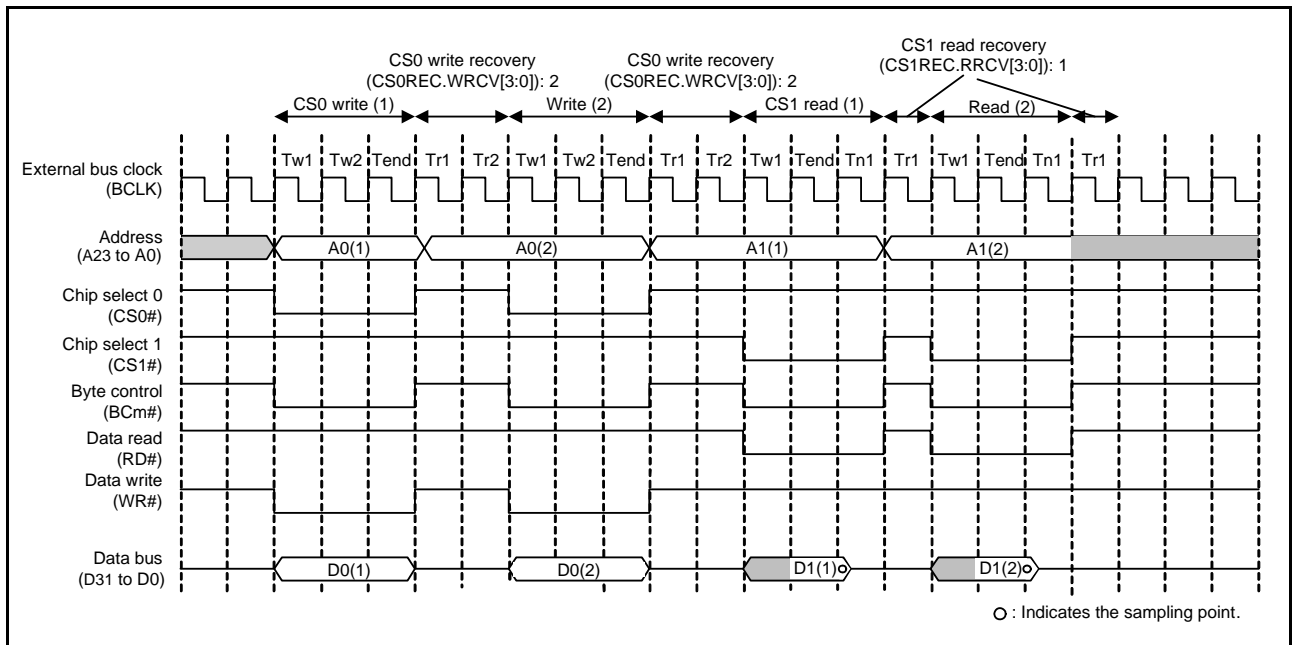 CS1 read recovery
(CS1REC.RRCV[3:0]): 1
CS0 write recovery
(CS0REC.WRCV[3:0]): 2
CS0 write recovery
(CS0REC.WRCV[3:0]): 2
CS0 write (1) Write (2) CS1 read (1) Read (2)
Tw1 Tw2 Tend Tr1 Tr2 Tw1 Tw2 Tend Tr1 Tr2 Tw1 Tend Tn1 Tr1 Tw1 Tend Tn1 Tr1
External bus clock
(BCLK)
Address
(A23 to A0)
A0(1) A0(2) A1(1) A1(2)
Chip select 0
(CS0#)
Chip select 1
(CS1#)
Byte control
(BCm#)
Data read
(RD#)
Data write
(WR#)
Data bus
(D31 to D0)
D0(1) D0(2) D1(1) D1(2)
: Indicates the sampling point.